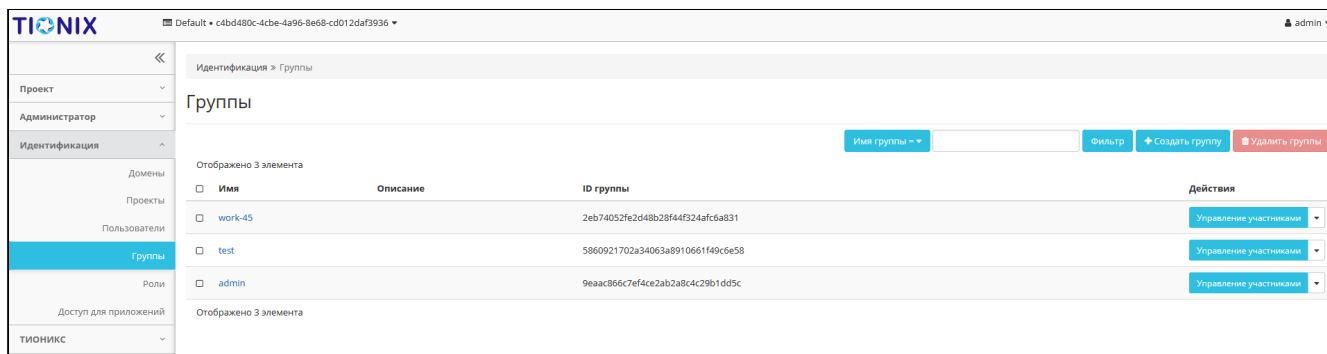 TIONIX
Default • c4bd480c-4cbe-4a96-8e68-cd012daf3936
admin
Идентификация » Группы
Проект
Администратор
Идентификация
Домены
Проекты
Пользователи
Группы
Роли
Доступ для приложений
ТИОНИКС
Группы
Имя группы =
Фильтр
Создать группу
Удалить группы
Отображено 3 элемента
Имя Описание ID группы Действия
work-45 2eb74052fe2d48b28f44f324afc6a831 Управление участниками
test 5860921702a34063a8910661f49c6e58 Управление участниками
admin 9eaac866c7ef4ce2ab2a8c4c29b1dd5c Управление участниками
Отображено 3 элемента